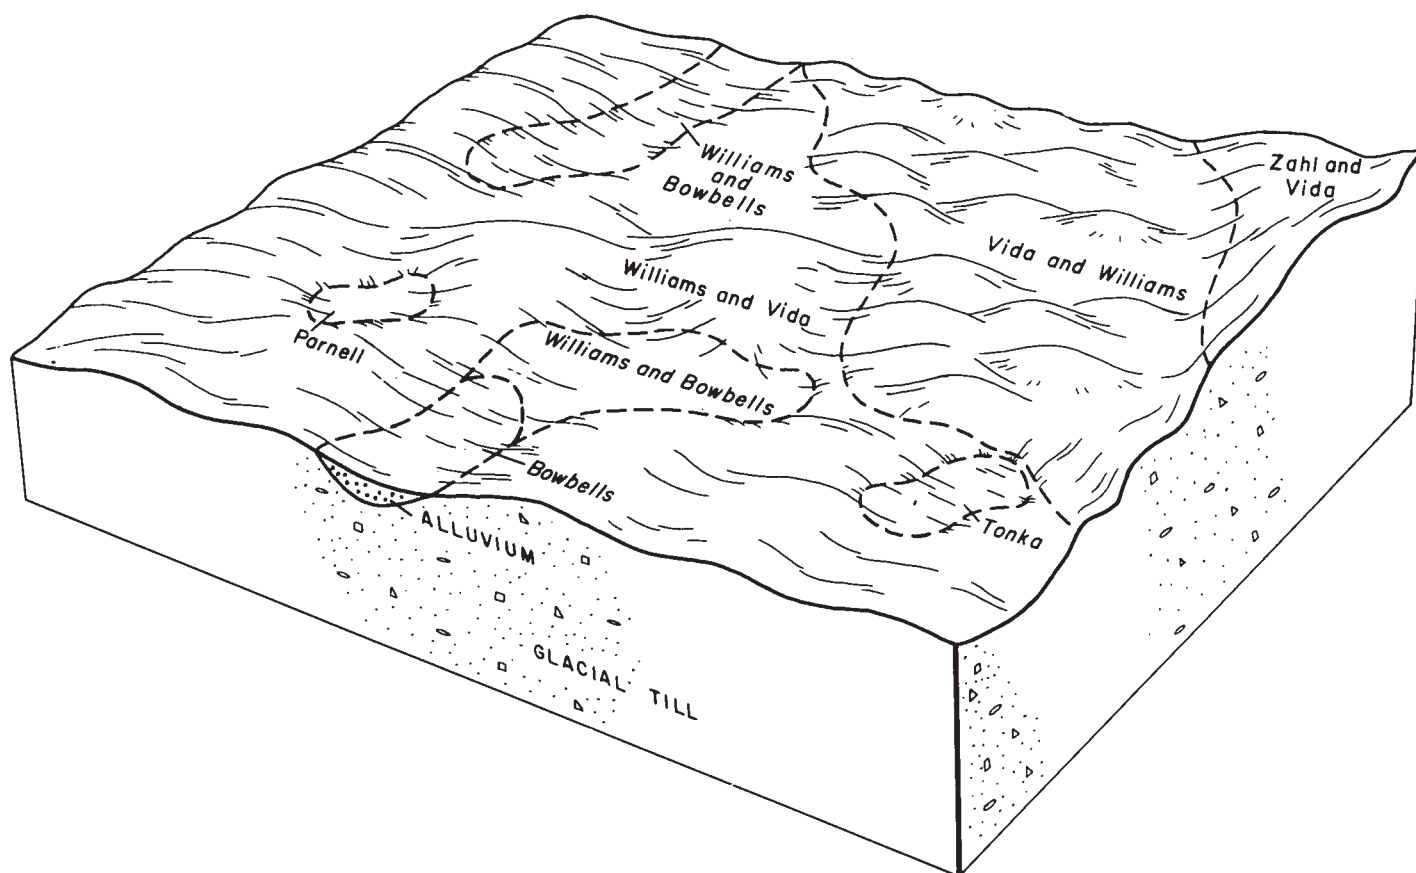 Williams
and
Bowbells
Zahl and
Vida
Vida and Williams
Williams and Vida
Parnell
Williams and Bowbells
Bowbells
Tonka
ALLUVIUM
GLACIAL TILL